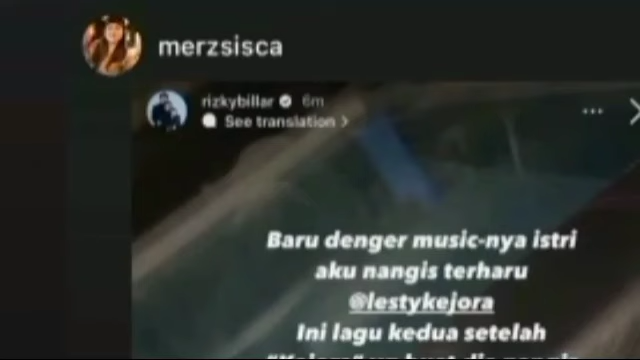 merzsisca
rizkybillar 6m
See translation >
Baru denger music-nya istri
aku nangis terharu
@lestykejora
Ini lagu kedua setelah